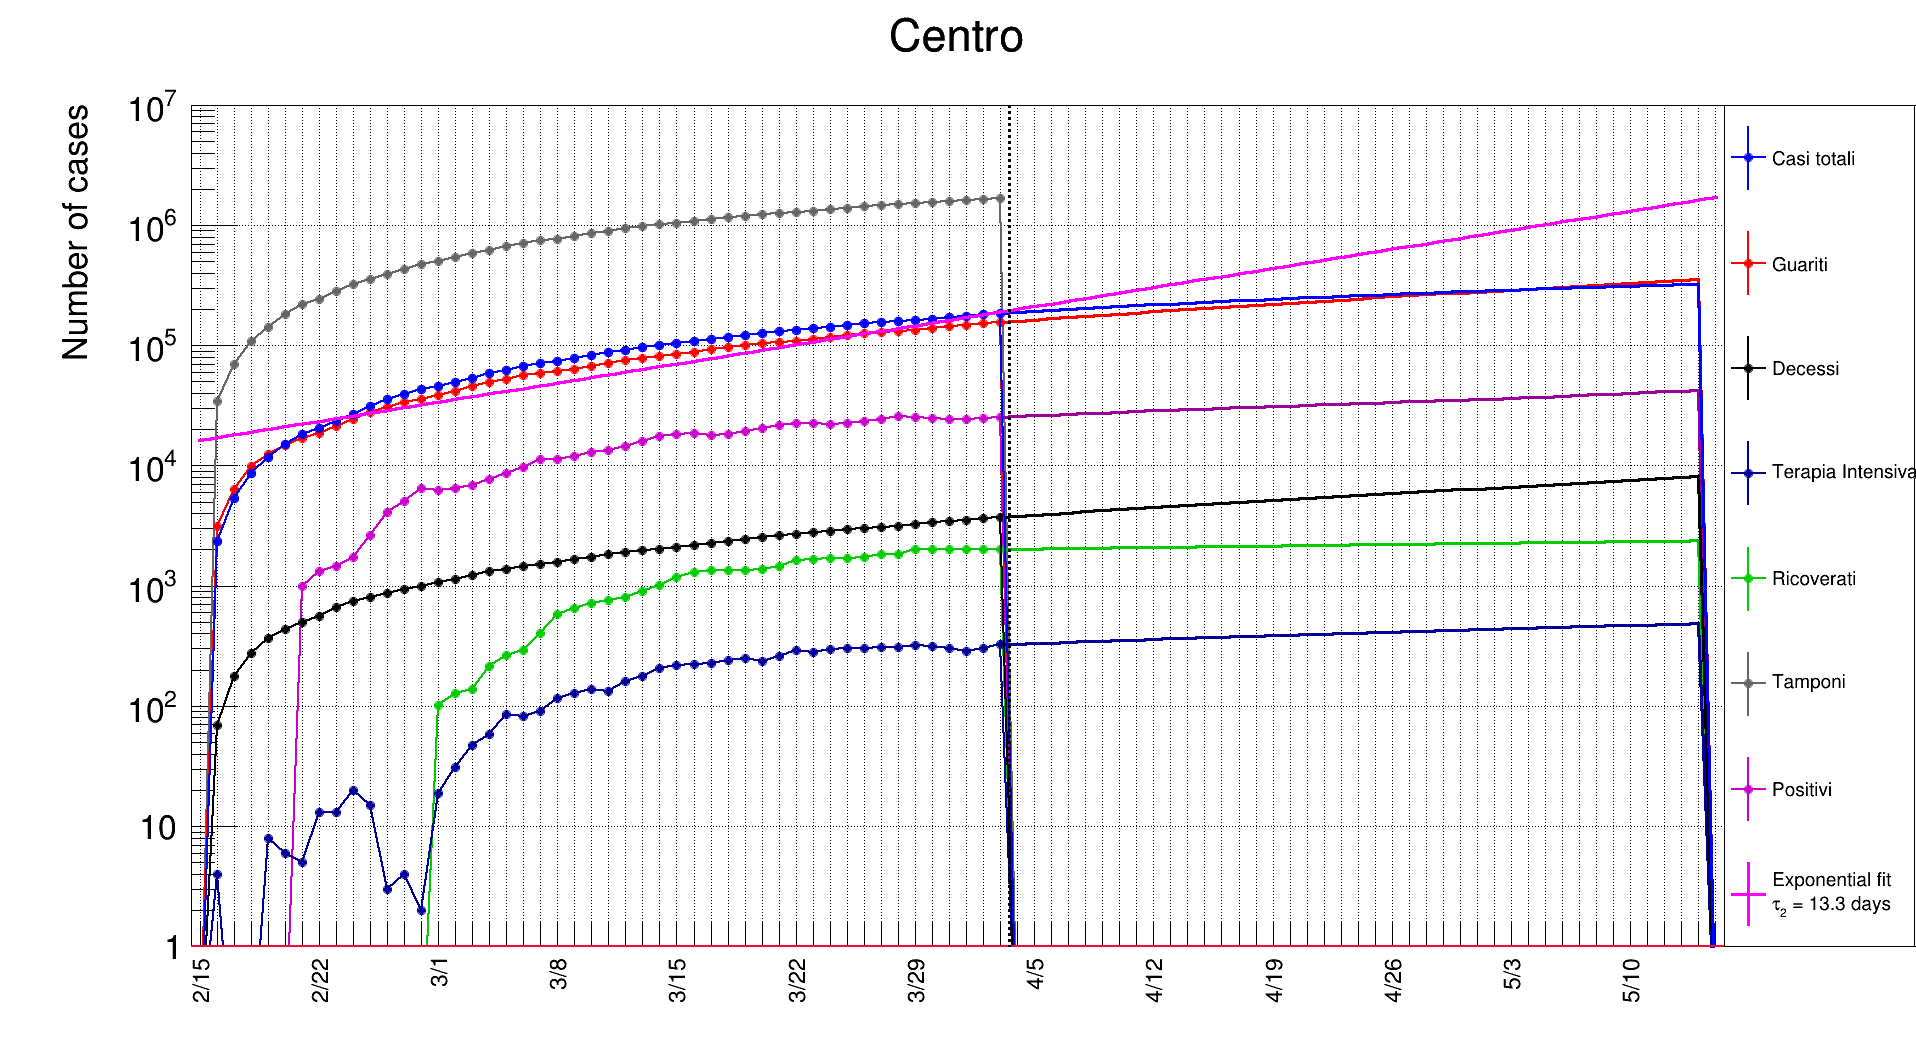 Centro
Number of cases
10^7
10^6
10^5
10^4
10^3
10^2
10
1
2/15
2/22
3/1
3/8
3/15
3/22
3/29
4/5
4/12
4/19
4/26
5/3
5/10
Casi totali
Guariti
Decessi
Terapia Intensiva
Ricoverati
Tamponi
Positivi
Exponential fit
τ₂ = 13.3 days